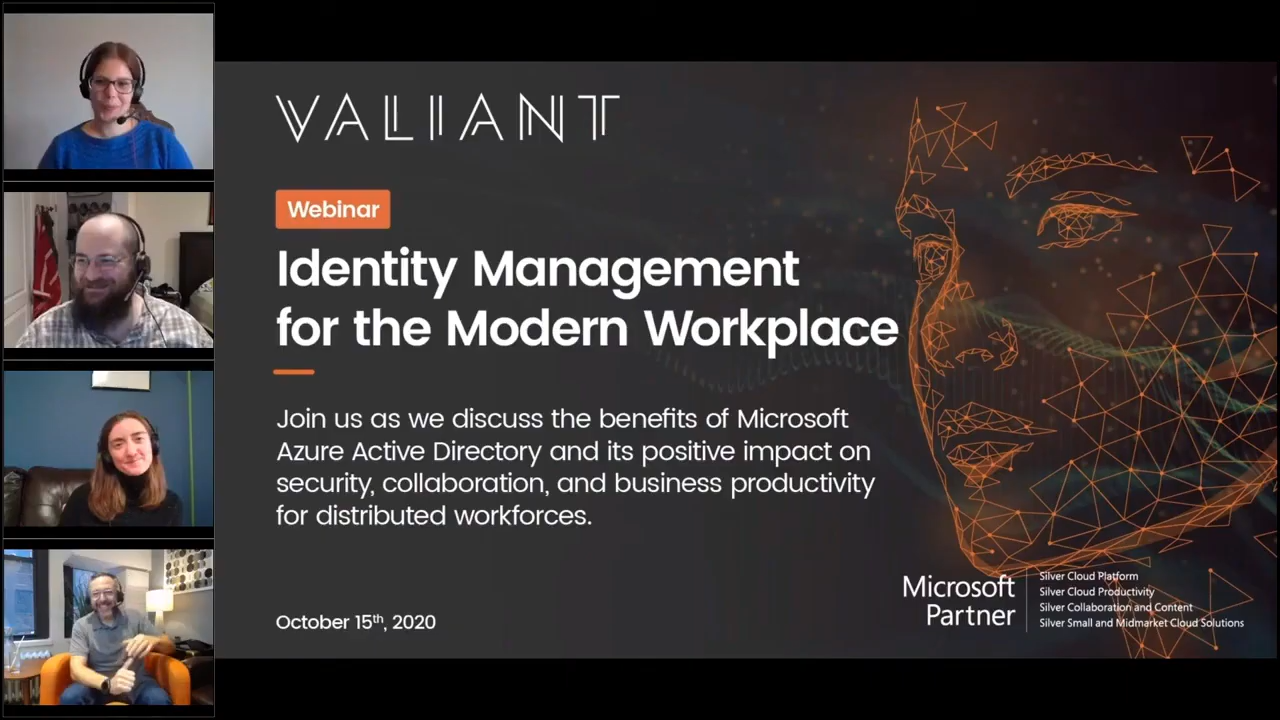 VALIANT
Webinar
Identity Management
for the Modern Workplace
Join us as we discuss the benefits of Microsoft
Azure Active Directory and its positive impact on
security, collaboration, and business productivity
for distributed workforces.
October 15th, 2020
Microsoft
Partner
Silver Cloud Platform
Silver Cloud Productivity
Silver Collaboration and Content
Silver Small and Midmarket Cloud Solutions